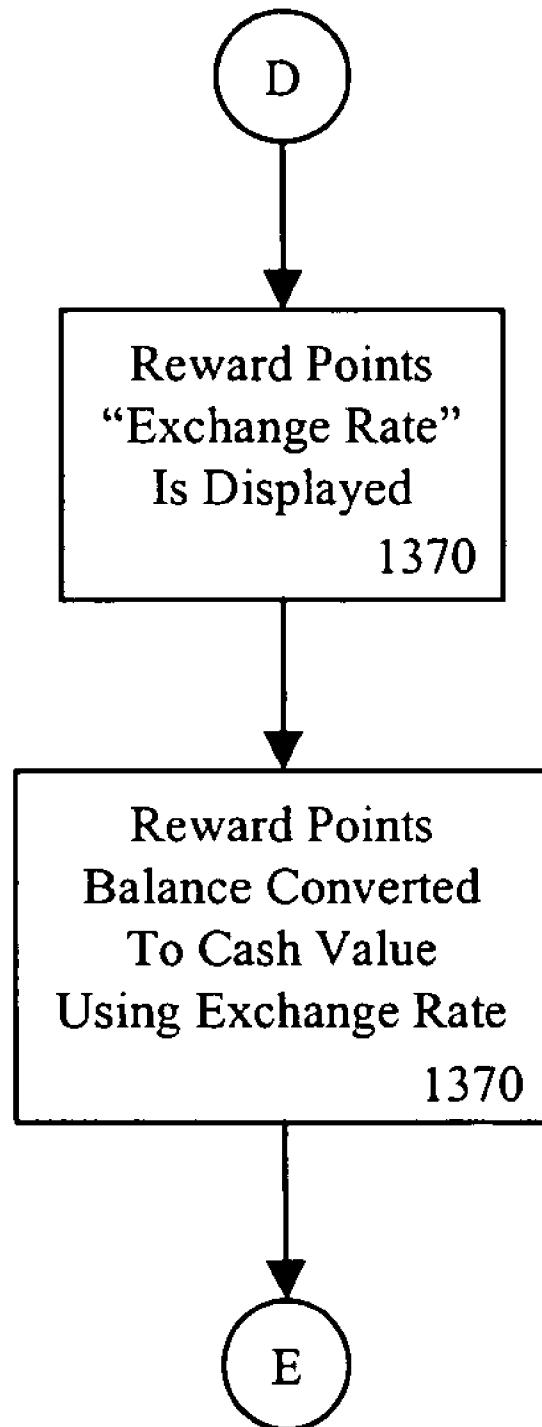 D
Reward Points
“Exchange Rate”
Is Displayed
1370
Reward Points
Balance Converted
To Cash Value
Using Exchange Rate
1370
E